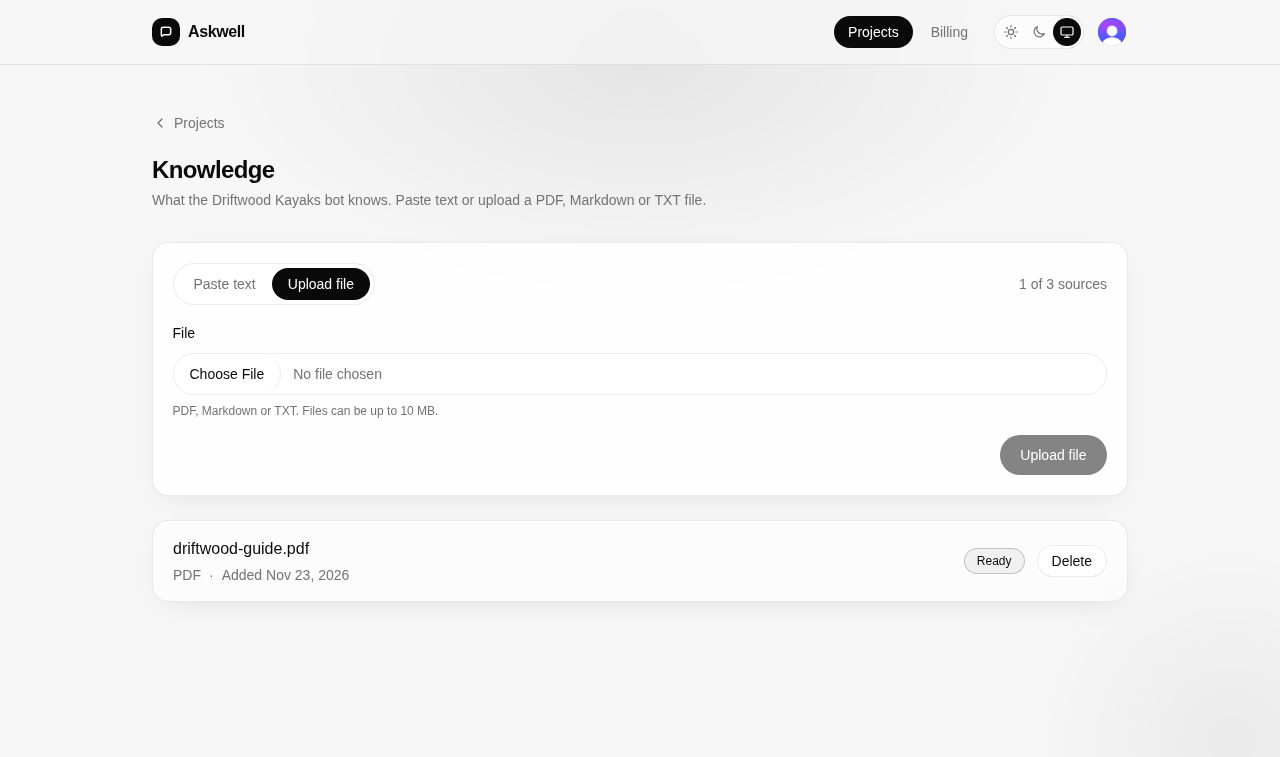 Askwell
Projects
Billing
Projects
Knowledge
What the Driftwood Kayaks bot knows. Paste text or upload a PDF, Markdown or TXT file.
Paste text
Upload file
1 of 3 sources
File
Choose File
No file chosen
PDF, Markdown or TXT. Files can be up to 10 MB.
Upload file
driftwood-guide.pdf
PDF · Added Nov 23, 2026
Ready
Delete